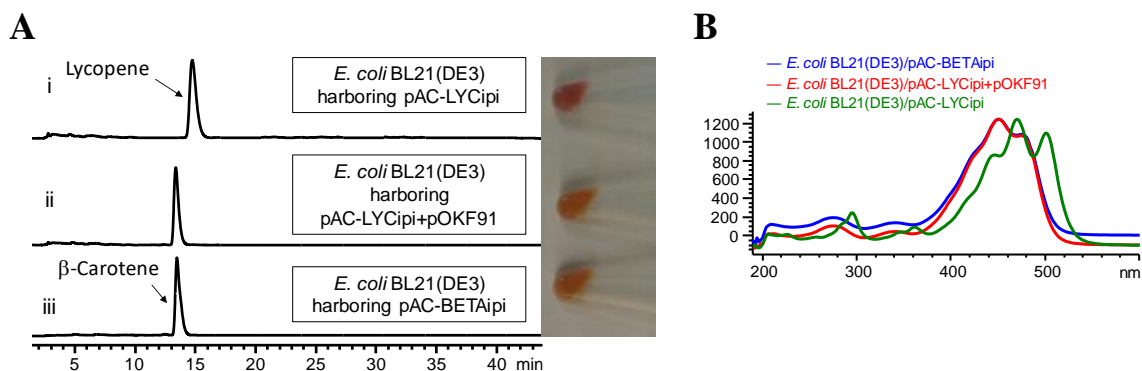 A
Lycopene
i
E. coli BL21(DE3)
harboring pAC-LYCipi
ii
E. coli BL21(DE3)
harboring
pAC-LYCipi+pOKF91
β-Carotene
iii
E. coli BL21(DE3)
harboring pAC-BETAipi
5 10 15 20 25 30 35 40 min
B
— E. coli BL21(DE3)/pAC-BETAipi
— E. coli BL21(DE3)/pAC-LYCipi+pOKF91
— E. coli BL21(DE3)/pAC-LYCipi
1200
1000
800
600
400
200
0
200 300 400 500 nm